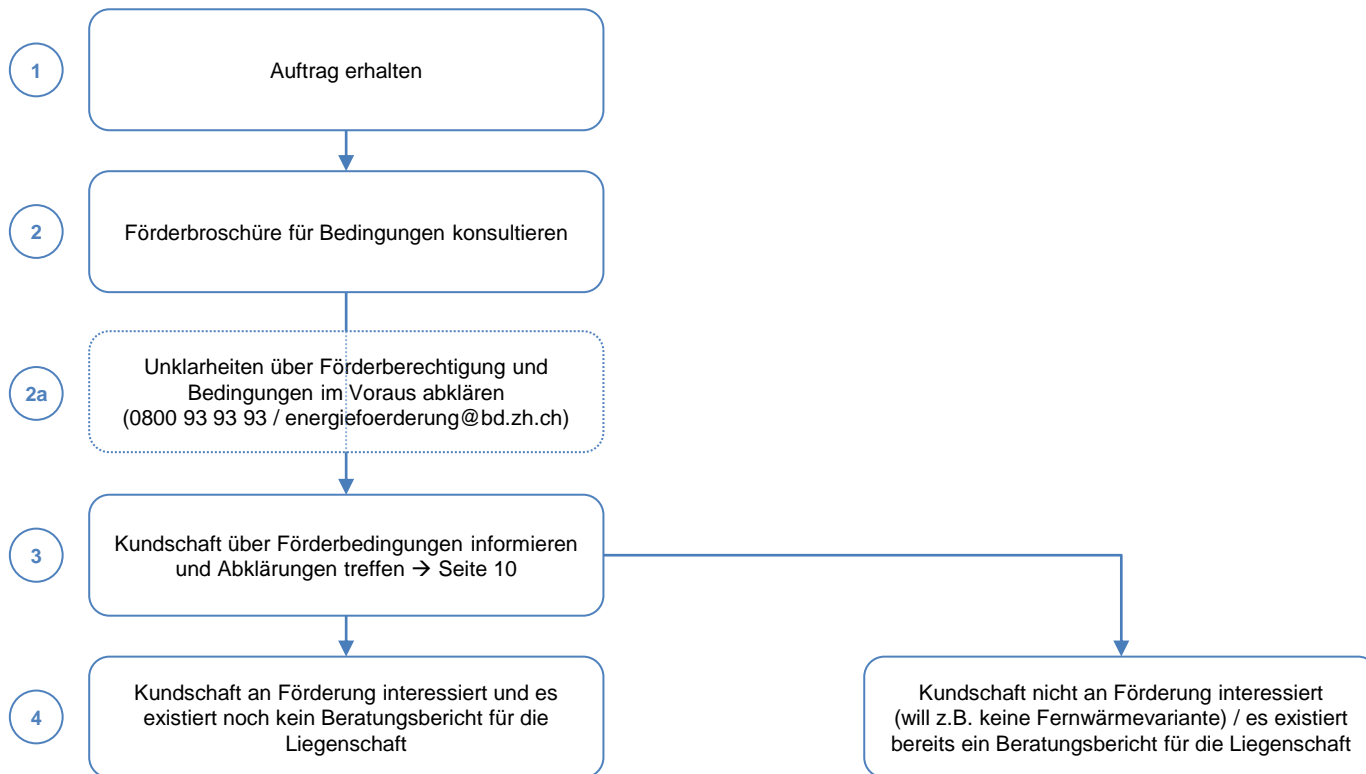 1
Auftrag erhalten
2
Förderbroschüre für Bedingungen konsultieren
2a
Unklarheiten über Förderberechtigung und
Bedingungen im Voraus abklären
(0800 93 93 93 / energiefoerderung@bd.zh.ch)
3
Kundschaft über Förderbedingungen informieren
und Abklärungen treffen → Seite 10
4
Kundschaft an Förderung interessiert und es
existiert noch kein Beratungsbericht für die
Liegenschaft
Kundschaft nicht an Förderung interessiert
(will z.B. keine Fernwärmevariante) / es existiert
bereits ein Beratungsbericht für die Liegenschaft